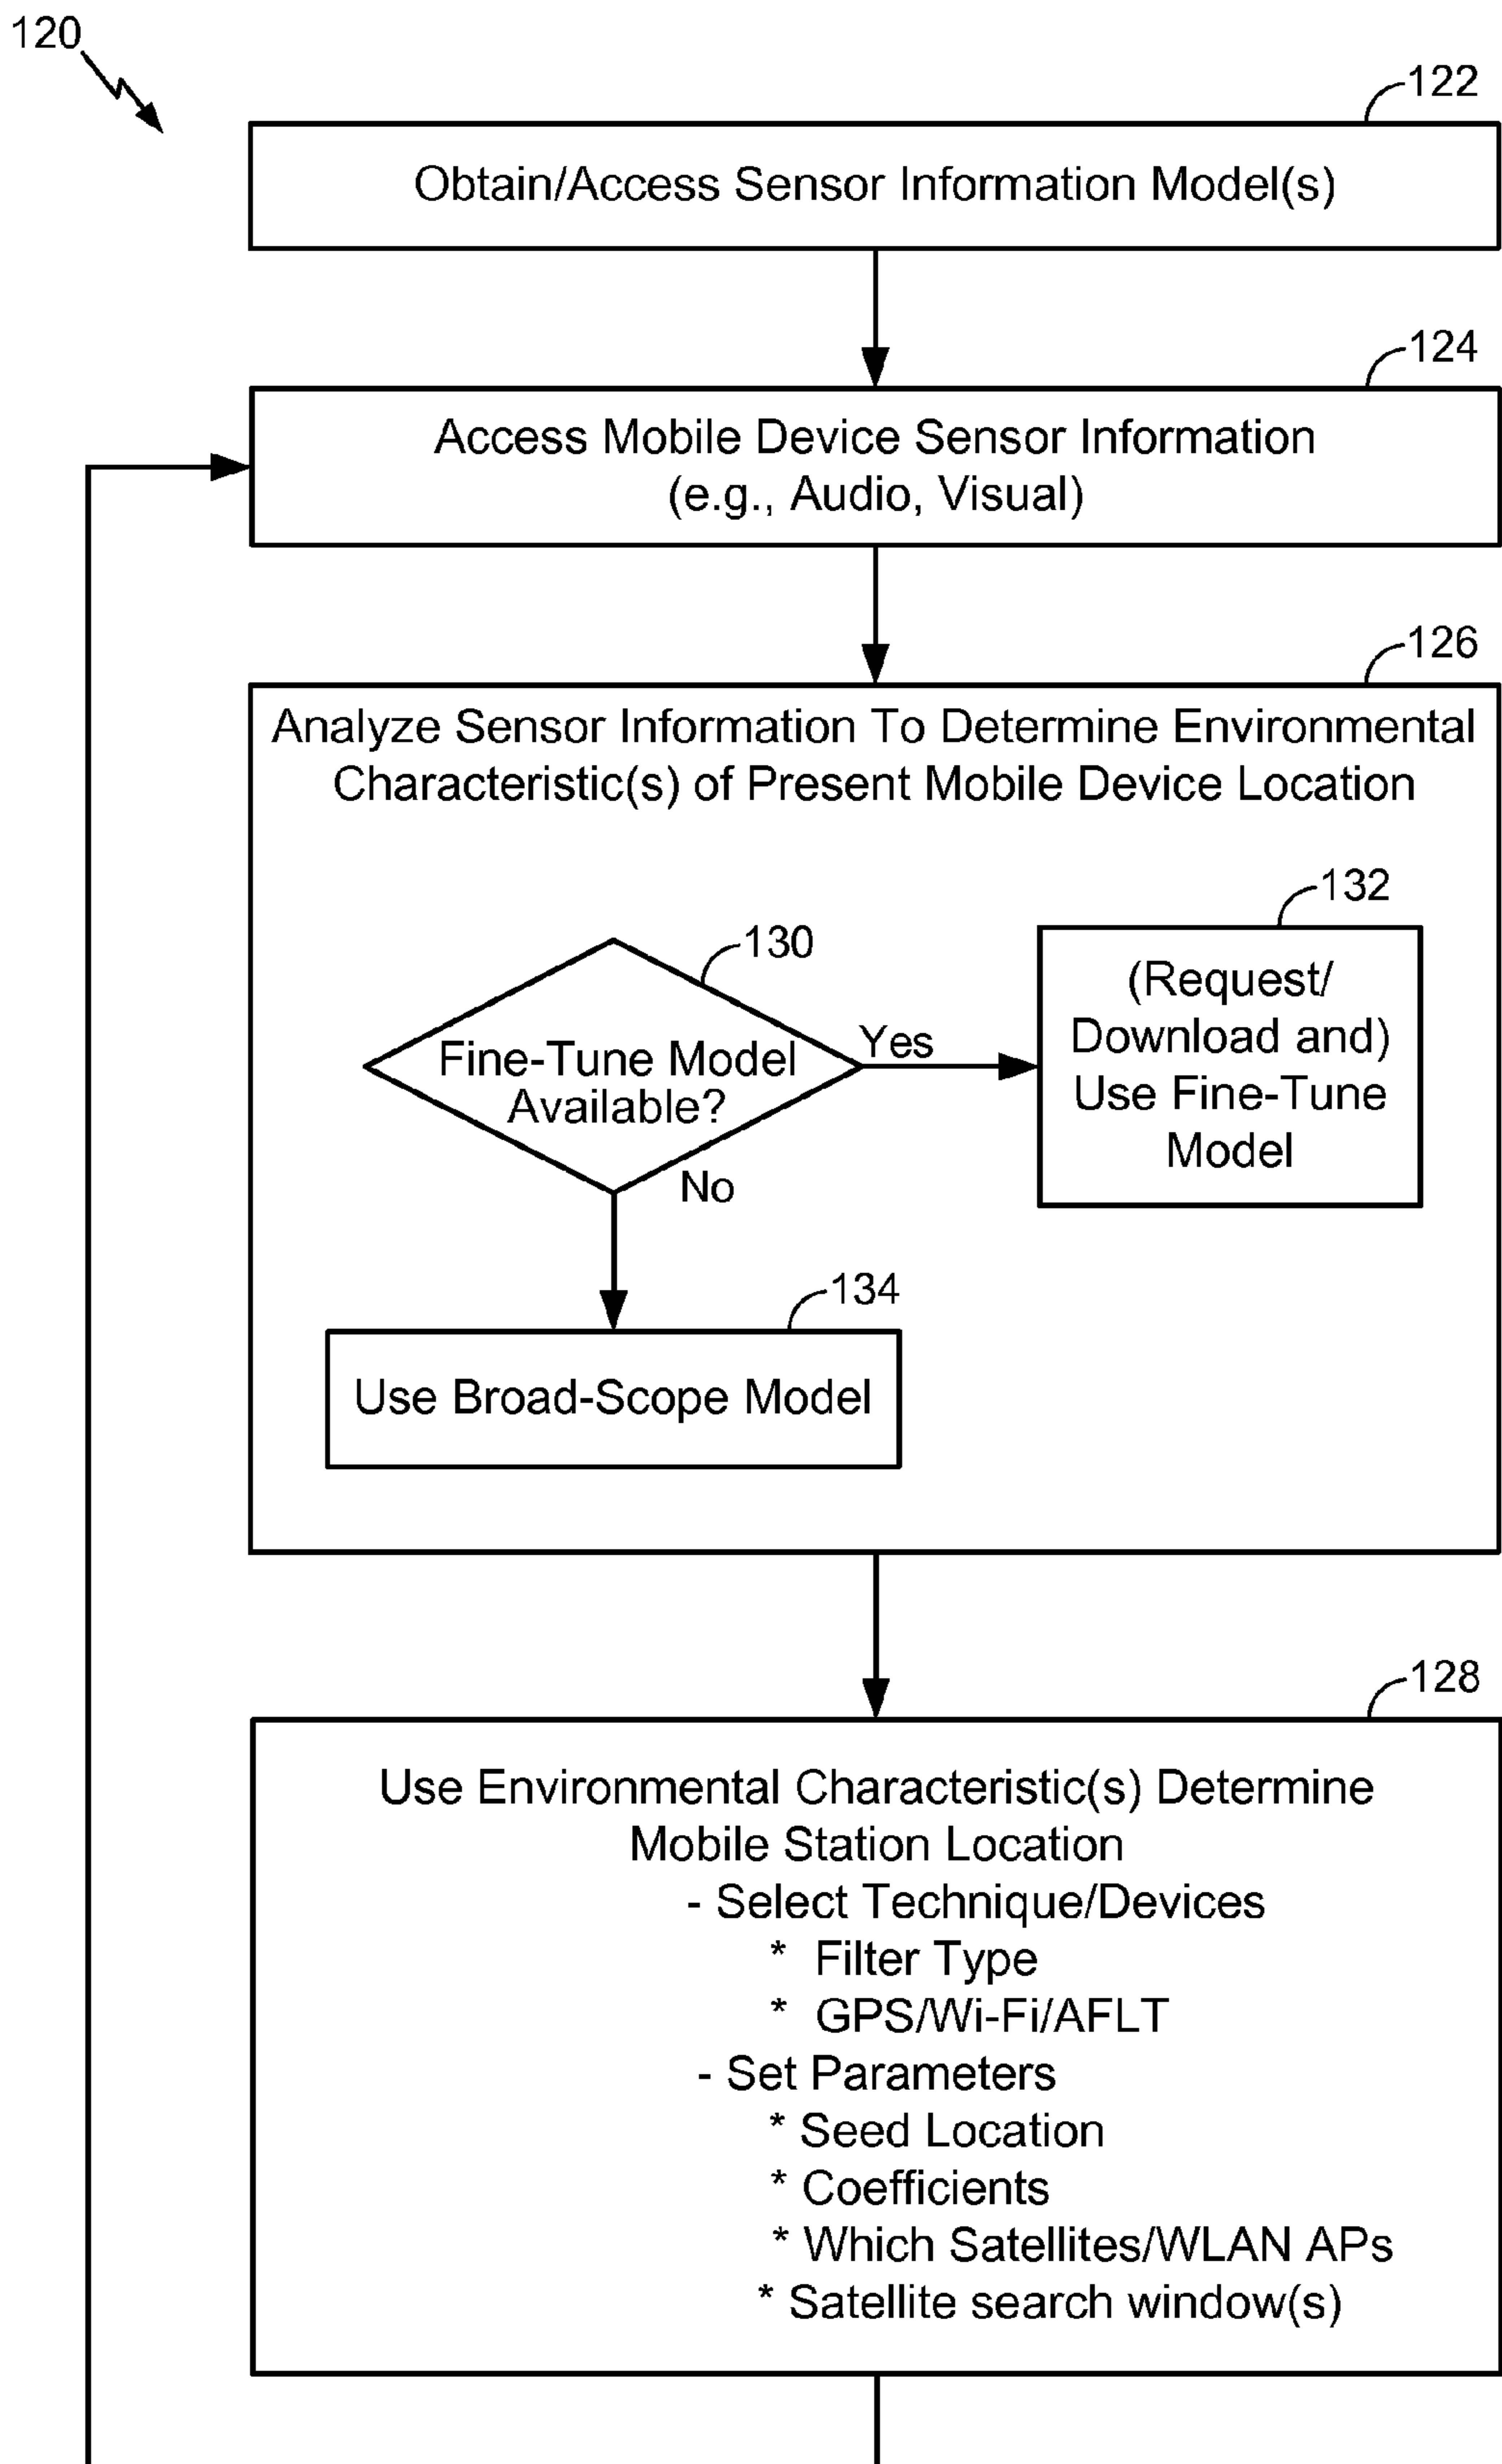 120
122
Obtain/Access Sensor Information Model(s)
124
Access Mobile Device Sensor Information
(e.g., Audio, Visual)
126
Analyze Sensor Information To Determine Environmental
Characteristic(s) of Present Mobile Device Location
132
130
(Request/
Download and)
Use Fine-Tune
Model
Fine-Tune Model
Available?
Yes
No
134
Use Broad-Scope Model
128
Use Environmental Characteristic(s) Determine
Mobile Station Location
- Select Technique/Devices
* Filter Type
* GPS/Wi-Fi/AFLT
- Set Parameters
* Seed Location
* Coefficients
* Which Satellites/WLAN APs
* Satellite search window(s)